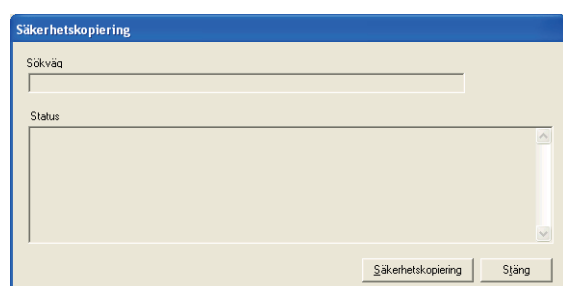 Säkerhetskopiering
Sökväg
Status
Säkerhetskopiering Stäng